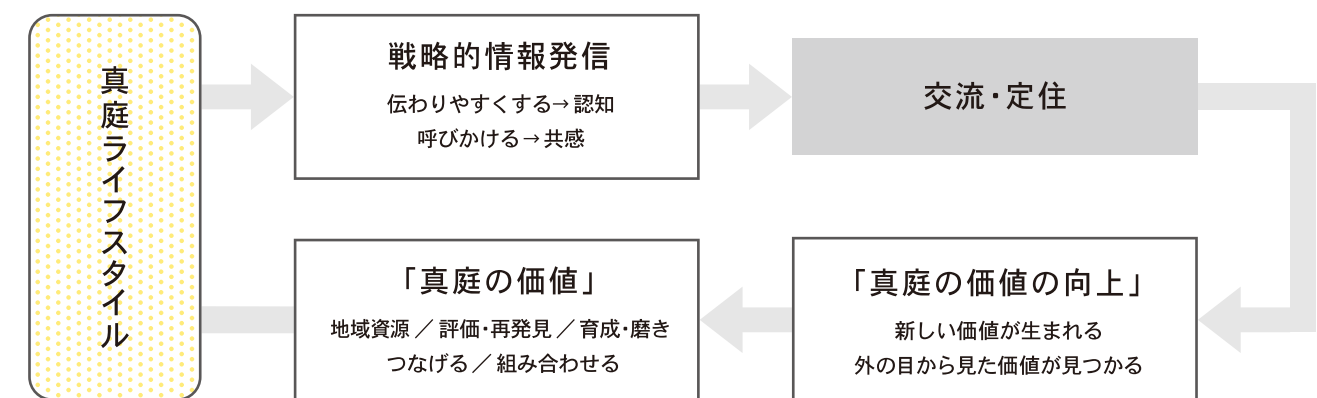 真庭ライフスタイル
戦略的情報発信
伝わりやすくする→認知
呼びかける→共感
交流・定住
「真庭の価値の向上」
新しい価値が生まれる
外の目から見た価値が見つかる
「真庭の価値」
地域資源／評価・再発見／育成・磨き
つなげる／組み合わせる